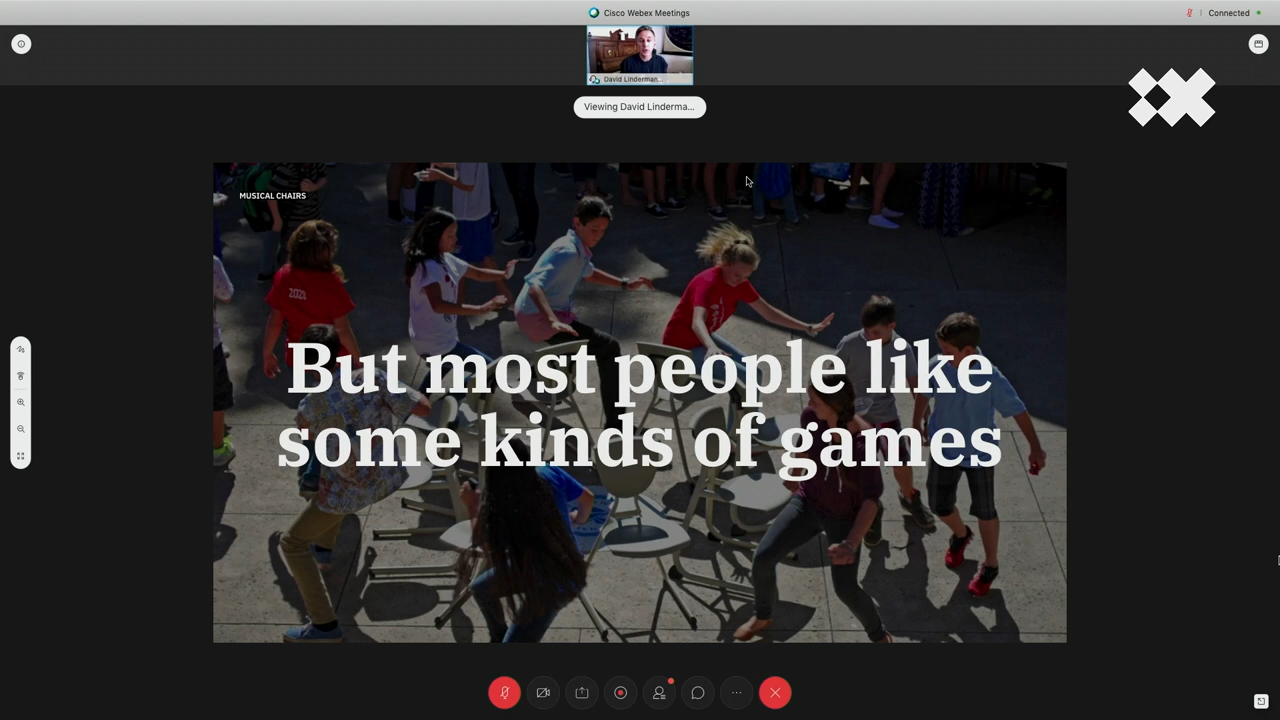 Cisco Webex Meetings
Connected
David Linderman...
Viewing David Linderma...
MUSICAL CHAIRS
2021
But most people like
some kinds of games